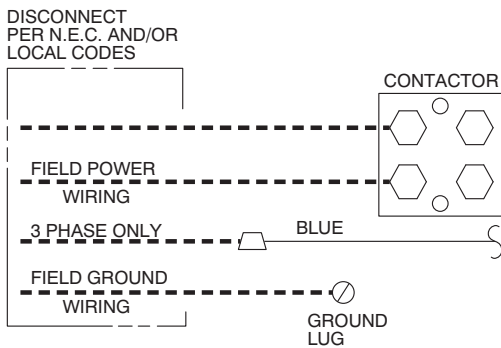 DISCONNECT
PER N.E.C. AND/OR
LOCAL CODES
CONTACTOR
FIELD POWER
WIRING
3 PHASE ONLY
BLUE
FIELD GROUND
WIRING
GROUND
LUG